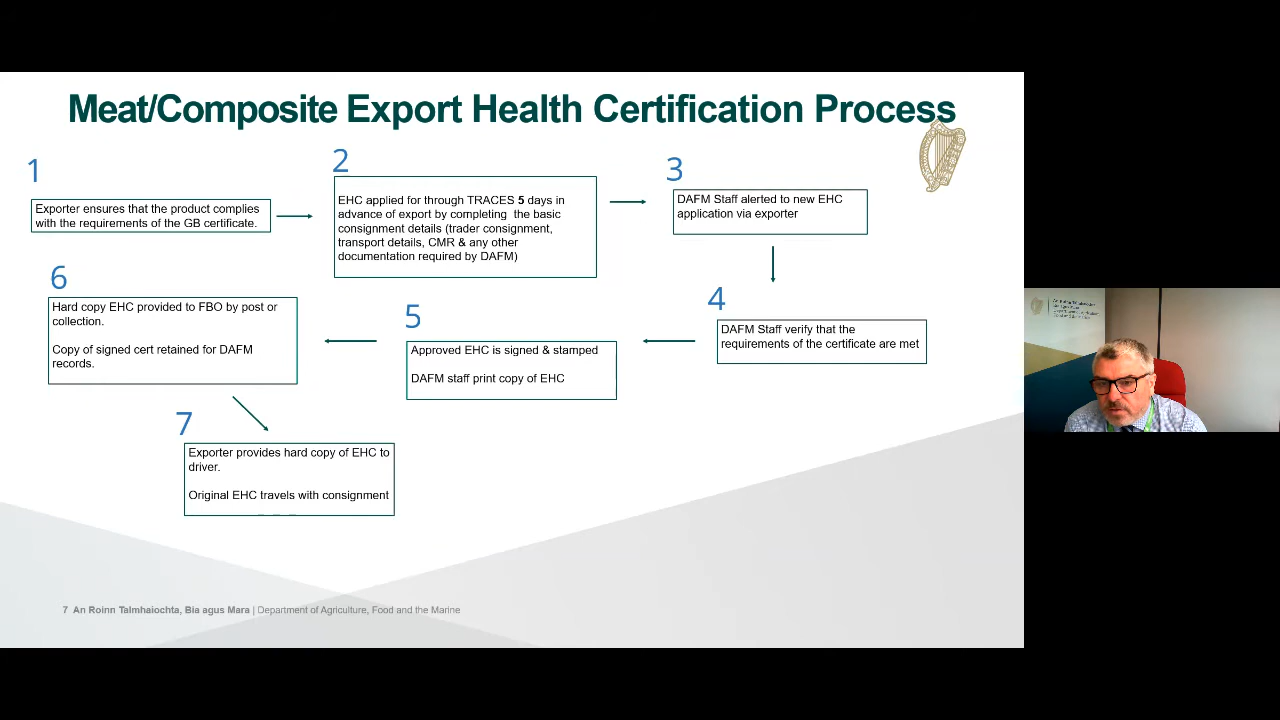 Meat/Composite Export Health Certification Process
1
Exporter ensures that the product complies
with the requirements of the GB certificate.
2
EHC applied for through TRACES 5 days in
advance of export by completing the basic
consignment details (trader consignment,
transport details, CMR & any other
documentation required by DAFM)
3
DAFM Staff alerted to new EHC
application via exporter
4
DAFM Staff verify that the
requirements of the certificate are met
5
Approved EHC is signed & stamped
DAFM staff print copy of EHC
6
Hard copy EHC provided to FBO by post or
collection.
Copy of signed cert retained for DAFM
records.
7
Exporter provides hard copy of EHC to
driver.
Original EHC travels with consignment
7 An Roinn Talmhaíochta, Bia agus Mara | Department of Agriculture, Food and the Marine
An Roinn Talmhaíochta